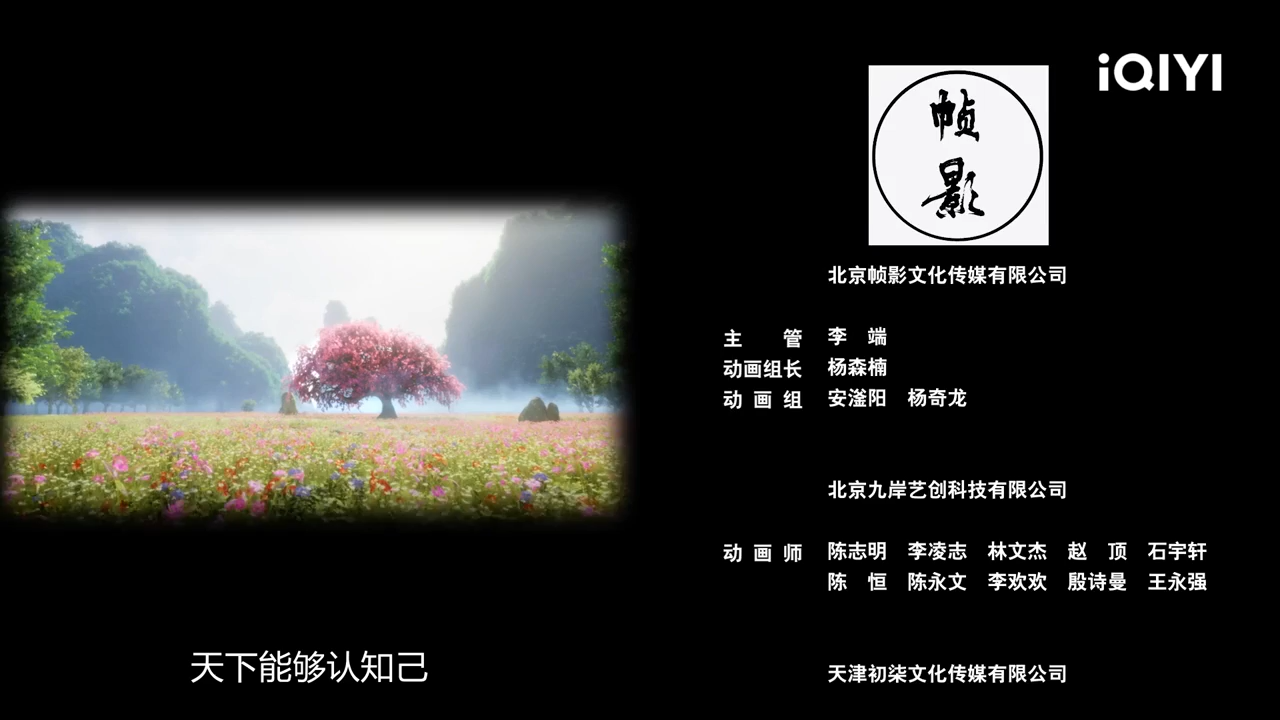 iQIYI
帧
影
北京帧影文化传媒有限公司
主 管 李 端
动画组长 杨森楠
动 画 组 安滏阳 杨奇龙
北京九岸艺创科技有限公司
动 画 师 陈志明 李凌志 林文杰 赵 顶 石宇轩
陈 恒 陈永文 李欢欢 殷诗曼 王永强
天下能够认知己
天津初柒文化传媒有限公司